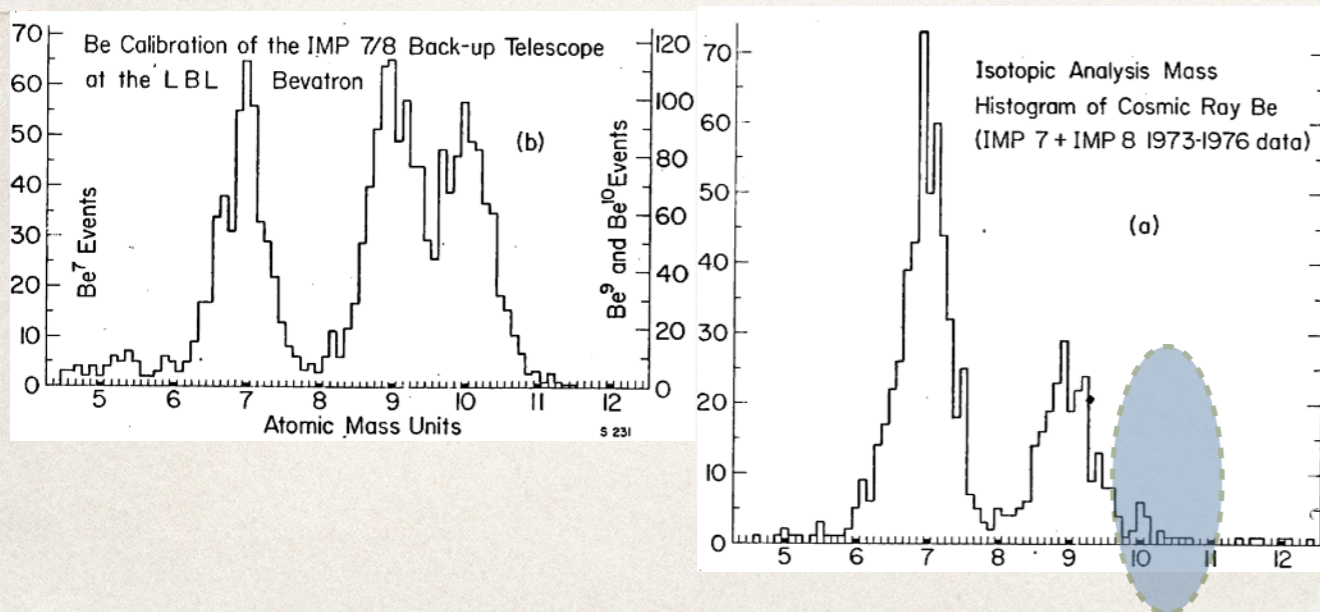 Be Calibration of the IMP 7/8 Back-up Telescope
at the LBL Bevatron
(b)
70
60
50
40
30
20
10
0
Be⁷ Events
120
100
80
60
40
20
0
Be⁹ and Be¹⁰ Events
5 6 7 8 9 10 11 12
Atomic Mass Units
S 231
Isotopic Analysis Mass
Histogram of Cosmic Ray Be
(IMP 7 + IMP 8 1973-1976 data)
(a)
70
60
50
40
30
20
10
0
5 6 7 8 9 10 11 12